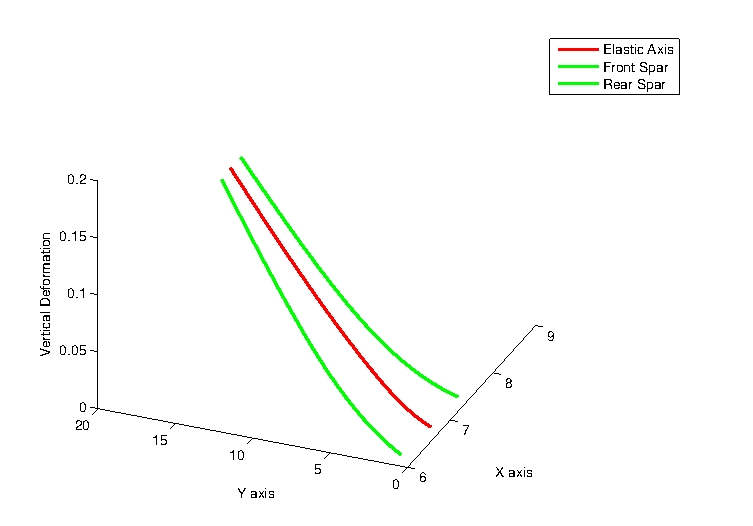 Elastic Axis
Front Spar
Rear Spar
0.2
0.15
0.1
0.05
0
Vertical Deformation
20
15
10
5
0
Y axis
6
7
8
9
X axis